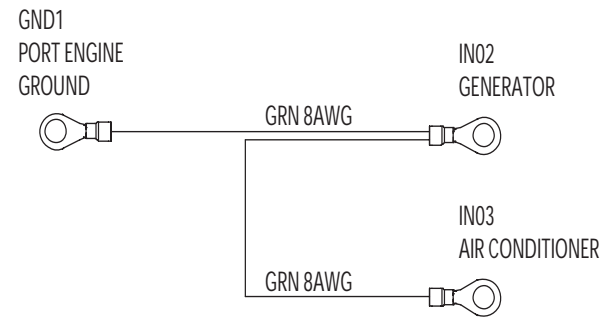 GND1
PORT ENGINE
GROUND
IN02
GENERATOR
GRN 8AWG
IN03
AIR CONDITIONER
GRN 8AWG